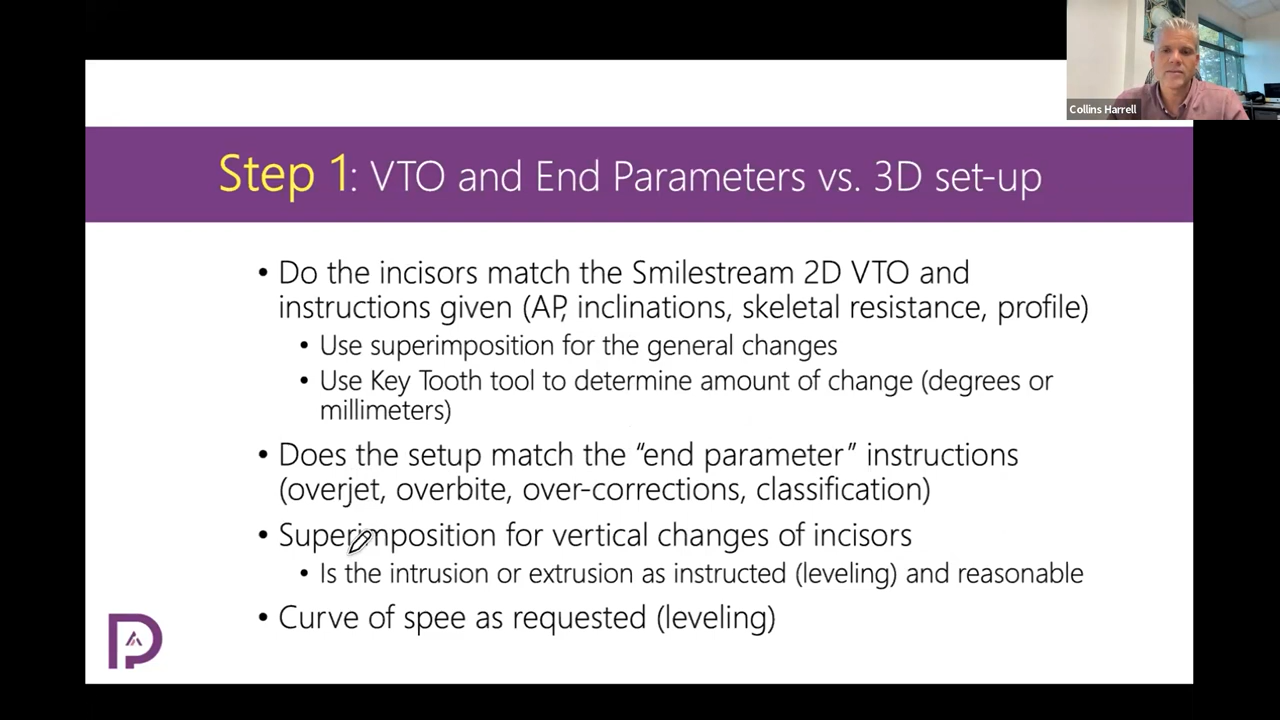 Collins Harrell
Step 1: VTO and End Parameters vs. 3D set-up
• Do the incisors match the Smilestream 2D VTO and
instructions given (AP, inclinations, skeletal resistance, profile)
• Use superimposition for the general changes
• Use Key Tooth tool to determine amount of change (degrees or
millimeters)
• Does the setup match the “end parameter” instructions
(overjet, overbite, over-corrections, classification)
• Superimposition for vertical changes of incisors
• Is the intrusion or extrusion as instructed (leveling) and reasonable
• Curve of spee as requested (leveling)